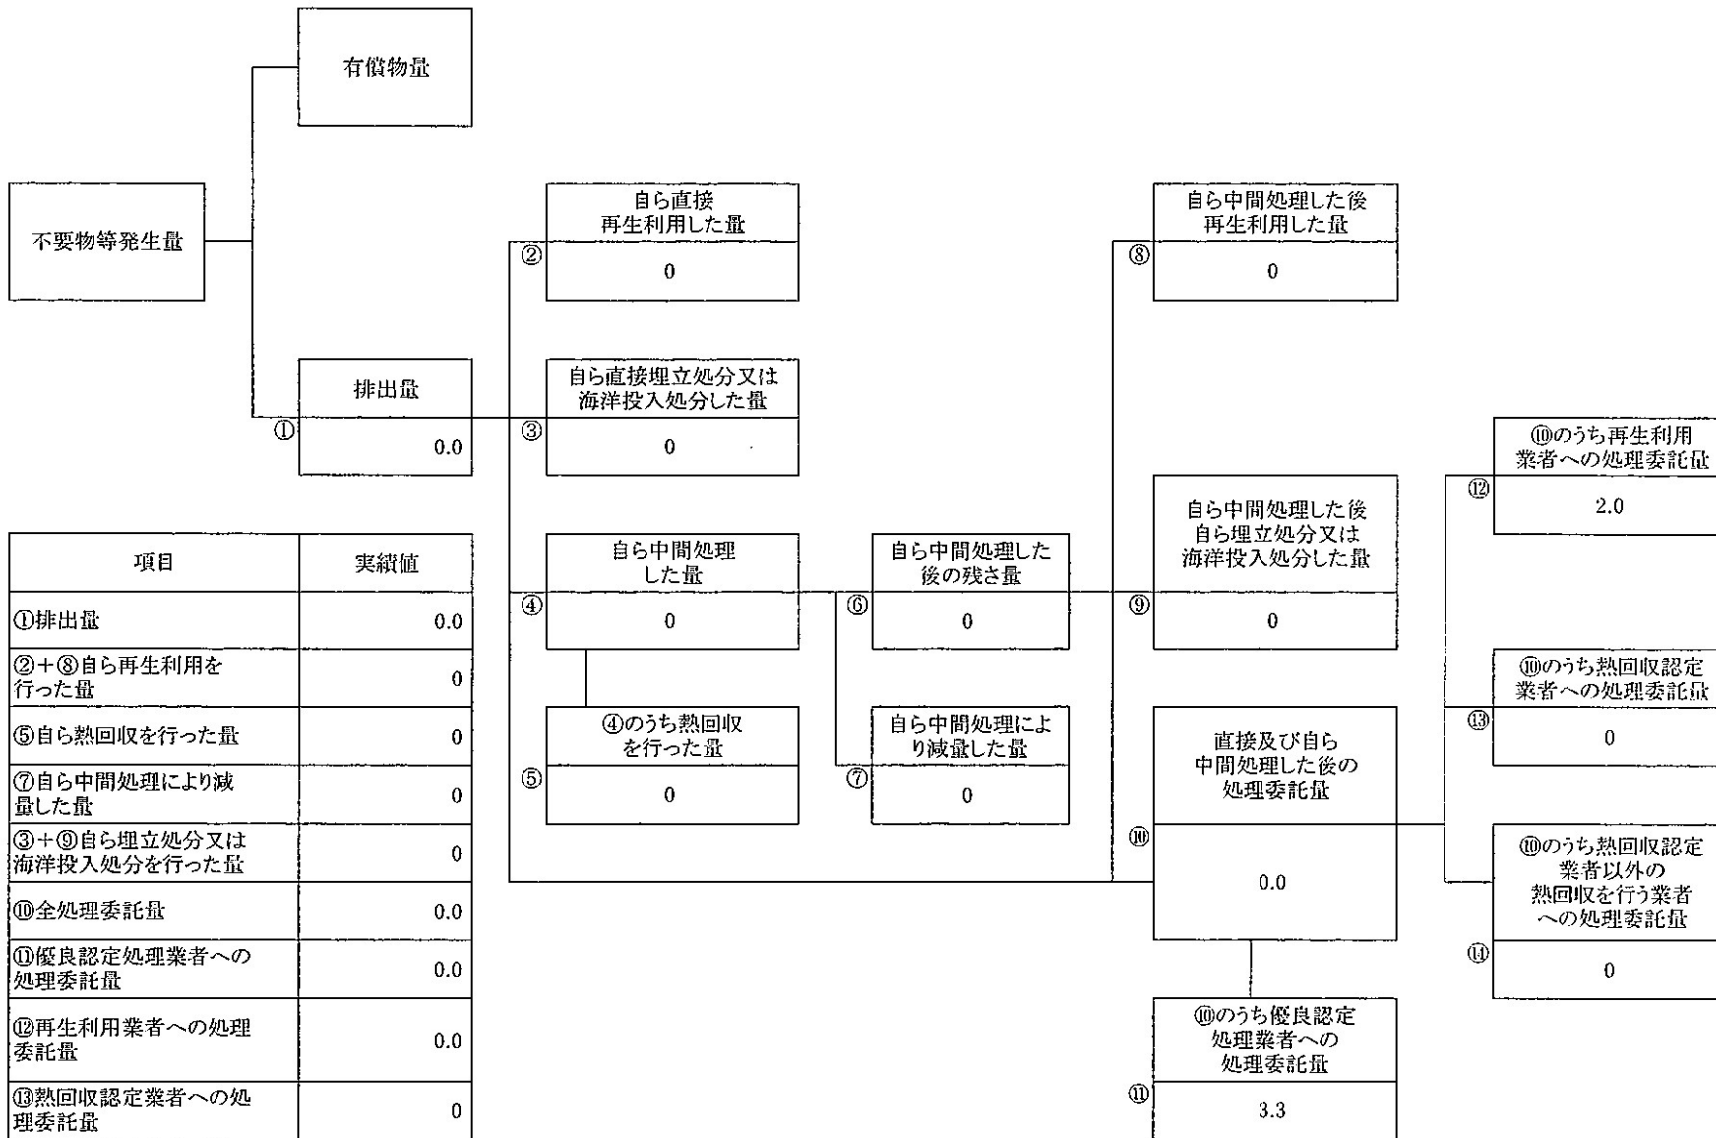 有償物量
不要物等発生量
排出量
①
0.0
自ら直接
再生利用した量
②
0
自ら直接埋立処分又は
海洋投入処分した量
③
0
自ら中間処理
した量
④
0
④のうち熱回収
を行った量
⑤
0
自ら中間処理した
後の残さ量
⑥
0
自ら中間処理によ
り減量した量
⑦
0
自ら中間処理した後
再生利用した量
⑧
0
自ら中間処理した後
自ら埋立処分又は
海洋投入処分した量
⑨
0
直接及び自ら
中間処理した後の
処理委託量
⑩
0.0
⑩のうち優良認定
処理業者への
処理委託量
⑪
3.3
⑩のうち再生利用
業者への処理委託量
⑫
2.0
⑩のうち熱回収認定
業者への処理委託量
⑬
0
⑩のうち熱回収認定
業者以外の
熱回収を行う業者
への処理委託量
⑭
0
項目 実績値
①排出量 0.0
②+⑧自ら再生利用を
行った量 0
⑤自ら熱回収を行った量 0
⑦自ら中間処理により減
量した量 0
③+⑨自ら埋立処分又は
海洋投入処分を行った量 0
⑩全処理委託量 0.0
⑪優良認定処理業者への
処理委託量 0.0
⑫再生利用業者への処理
委託量 0.0
⑬熱回収認定業者への処
理委託量 0